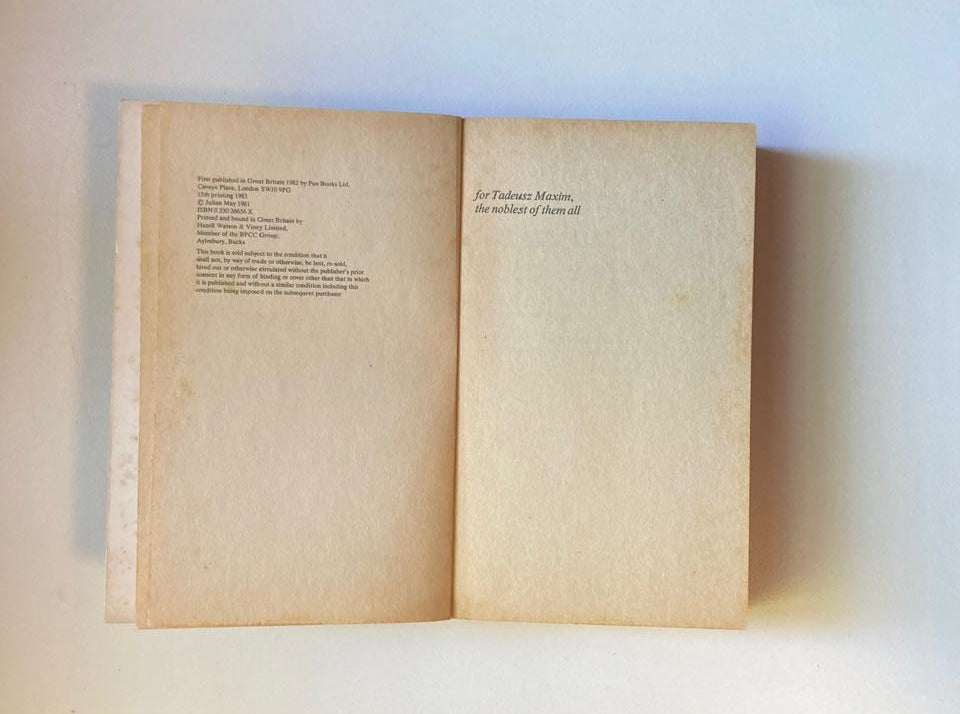 First published in Great Britain 1982 by Pan Books Ltd,
Cavaye Place, London SW10 9PG
13th printing 1983
© Julian May 1981
ISBN 0 330 26656 X
Printed and bound in Great Britain by
Hazell Watson & Viney Limited,
Member of the BPCC Group,
Aylesbury, Bucks
This book is sold subject to the condition that it
shall not, by way of trade or otherwise, be lent, re-sold,
hired out or otherwise circulated without the publisher's prior
consent in any form of binding or cover other than that in which
it is published and without a similar condition including this
condition being imposed on the subsequent purchaser
for Tadeusz Maxim,
the noblest of them all